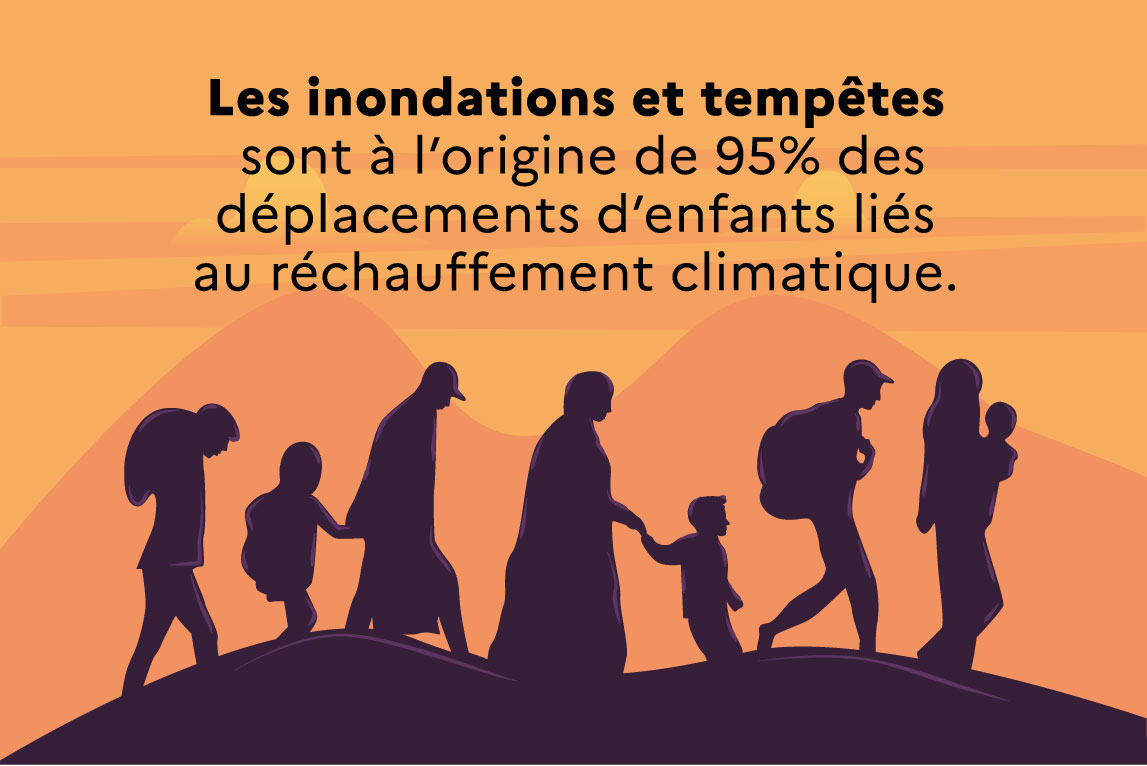 Les inondations et tempêtes
sont à l’origine de 95% des
déplacements d’enfants liés
au réchauffement climatique.